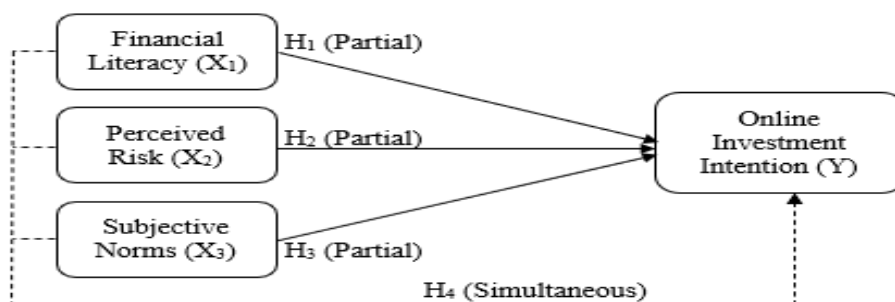 Financial
Literacy (X₁)
H₁ (Partial)
Perceived
Risk (X₂)
H₂ (Partial)
Online
Investment
Intention (Y)
Subjective
Norms (X₃)
H₃ (Partial)
H₄ (Simultaneous)